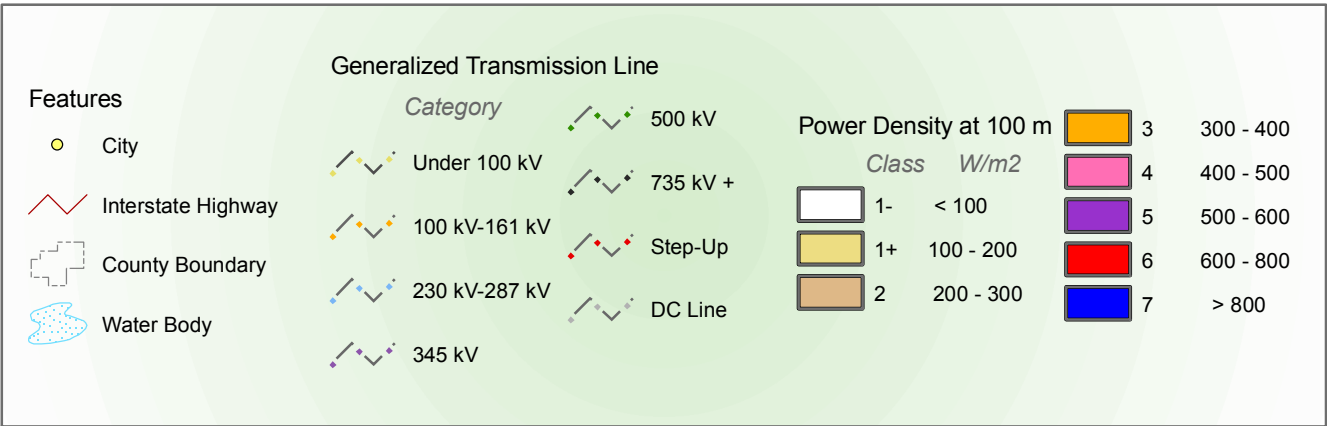 Features
City
Interstate Highway
County Boundary
Water Body
Generalized Transmission Line
Category
Under 100 kV
100 kV-161 kV
230 kV-287 kV
345 kV
500 kV
735 kV +
Step-Up
DC Line
Power Density at 100 m
Class W/m2
1- < 100
1+ 100 - 200
2 200 - 300
3 300 - 400
4 400 - 500
5 500 - 600
6 600 - 800
7 > 800